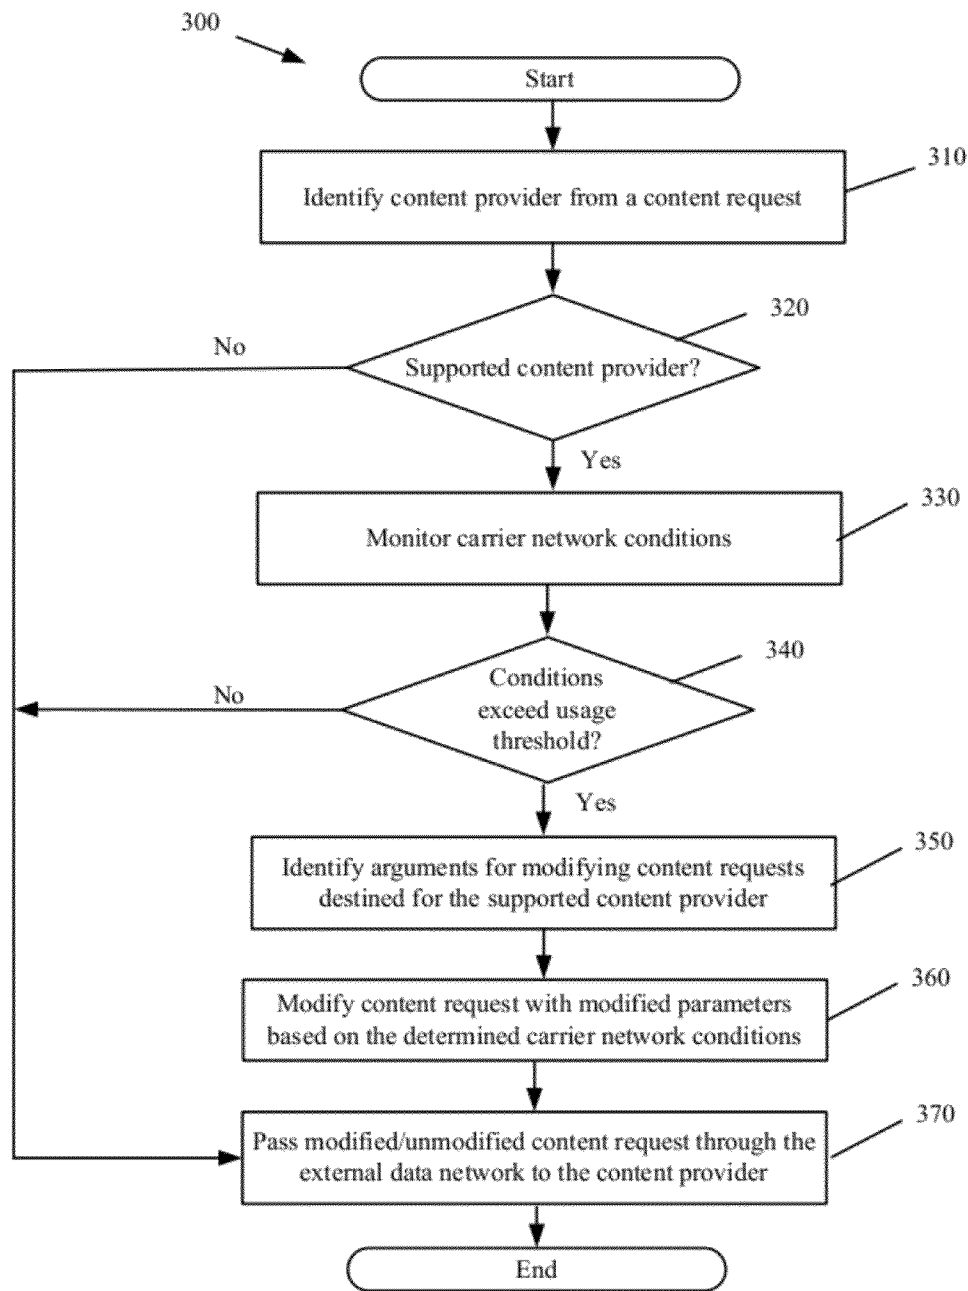 300
Start
310
Identify content provider from a content request
320
No
Supported content provider?
Yes
330
Monitor carrier network conditions
340
No
Conditions
exceed usage
threshold?
Yes
350
Identify arguments for modifying content requests
destined for the supported content provider
360
Modify content request with modified parameters
based on the determined carrier network conditions
370
Pass modified/unmodified content request through the
external data network to the content provider
End